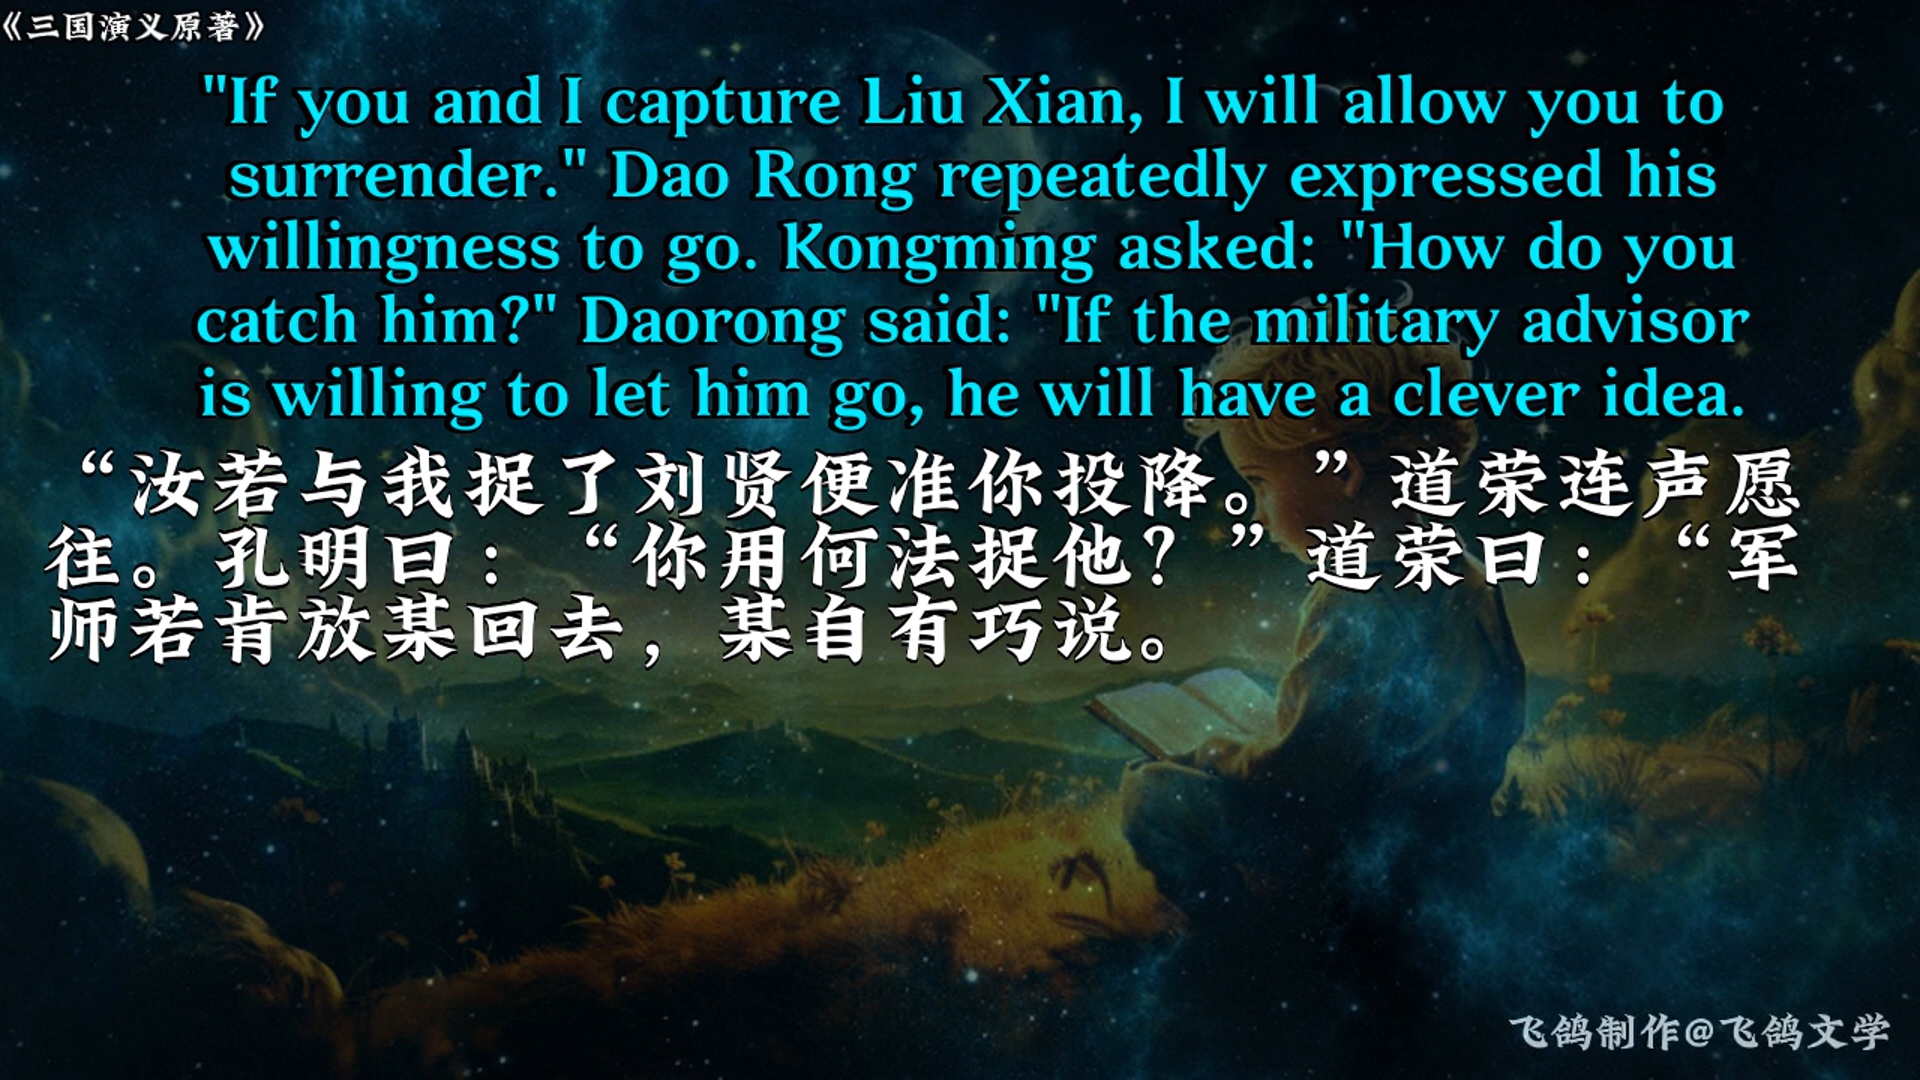 《三国演义原著》
"If you and I capture Liu Xian, I will allow you to
surrender." Dao Rong repeatedly expressed his
willingness to go. Kongming asked: "How do you
catch him?" Daorong said: "If the military advisor
is willing to let him go, he will have a clever idea.
“汝若与我捉了刘贤便准你投降。”道荣连声愿
往。孔明曰：“你用何法捉他？”道荣曰：“军
师若肯放某回去，某自有巧说。
飞鸽制作@飞鸽文学